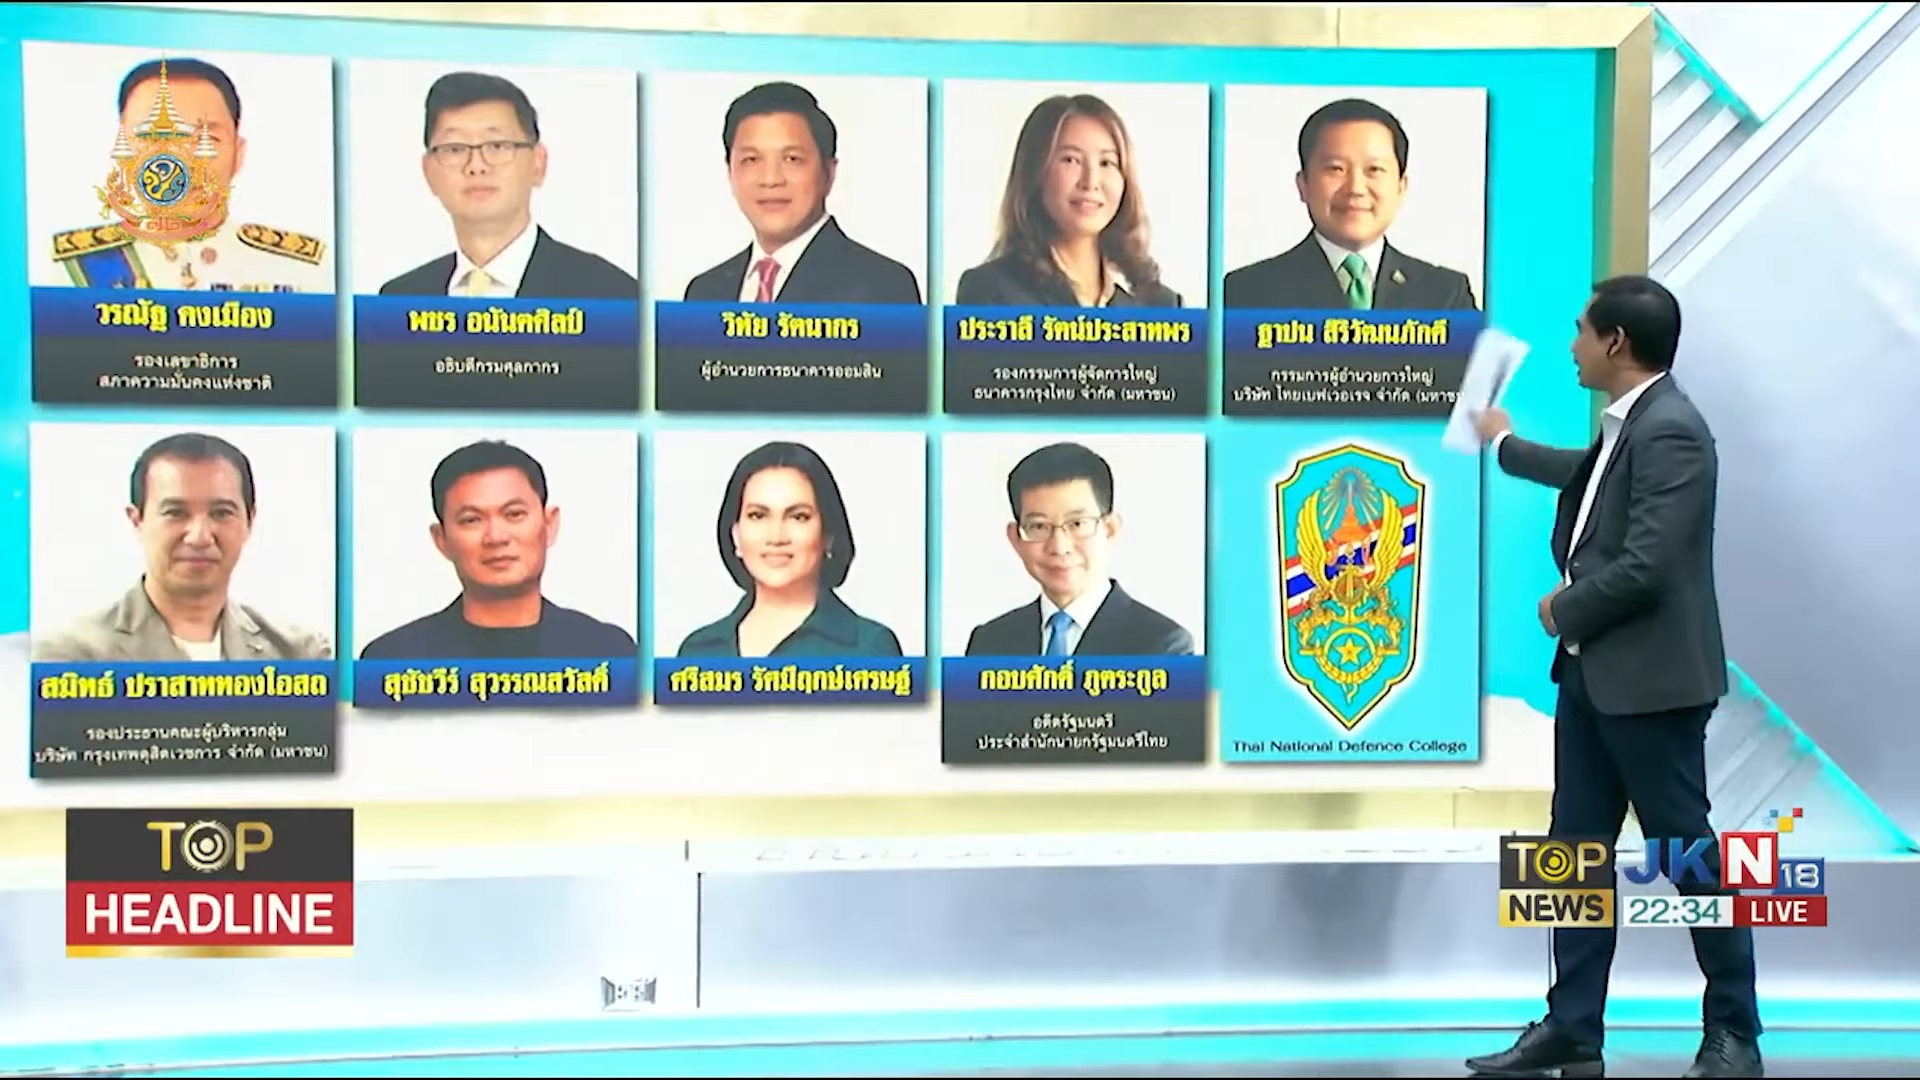 วรณัฐ คงเมือง
รองเลขาธิการ
สภาความมั่นคงแห่งชาติ
พชร อนันตศิลป์
อธิบดีกรมศุลกากร
วิทัย รัตนากร
ผู้อำนวยการธนาคารออมสิน
ประราลี รัตน์ประสาทพร
รองกรรมการผู้จัดการใหญ่
ธนาคารกรุงไทย จำกัด (มหาชน)
ฐาปน สิริวัฒนภักดี
กรรมการผู้อำนวยการใหญ่
บริษัท ไทยเบฟเวอเรจ จำกัด (มหาชน
สมิทธ์ ปราสาททองโอสถ
รองประธานคณะผู้บริหารกลุ่ม
บริษัท กรุงเทพดุสิตเวชการ จำกัด (มหาชน)
สุชัชวีร์ สุวรรณสวัสดิ์
ศรีสมร รัศมีฤกษ์เศรษฐ์
กอบศักดิ์ ภูตระกูล
อดีตรัฐมนตรี
ประจำสำนักนายกรัฐมนตรีไทย
Thai National Defence College
TOP
HEADLINE
TOP
NEWS
JKN18
22:34 LIVE